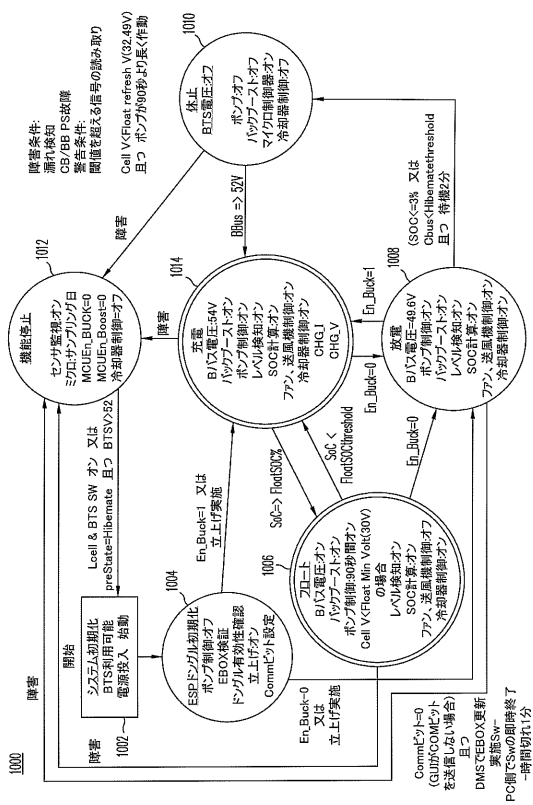 1000
障害条件:
漏れ検知
CB/BB PS故障
警告条件:
閾値を超える信号の読み取り
Cell V<Float refresh V(32.49V)
且つ ポンプが90秒より長く作動
1010
休止
BTS電圧:オフ
ポンプ:オフ
バックブースト:オフ
マイクロ制御器:オン
冷却器制御:オフ
障害
BBus => 52V
1012
機能停止
センサ監視:オン
ミクロ:サンプリング日
MCUEn_BUCK=0
MCUEn_Boost=0
冷却器制御=オフ
障害
1014
充電
Bバス電圧:54V
バックブースト:オン
ポンプ制御:オン
レベル検知:オン
SOC計算:オン
ファン、送風機制御:オン
冷却器制御:オン
CHG_I
CHG_V
(SOC<=3% 又は
Cbus<Hibernatethreshold
且つ 待機2分
1008
放電
Bバス電圧=49.6V
ポンプ制御:オン
バックブースト:オン
レベル検知:オン
SOC計算:オン
ファン、送風機制御:オン
冷却器制御:オン
En_Buck=1
En_Buck=0
Lcell & BTS SW オン 又は
preState=Hibernate 且つ BTSV>52
En_Buck=1 又は
立上げ実施
SoC=> FloatSOC%
SoC <
FloatSOCthreshold
En_Buck=0
1006
フロート
Bバス電圧:オン
バックブースト:オン
ポンプ制御:90秒間オン
Cell V<Float Min Volt(30V)
の場合
レベル検知:オン
SOC計算:オン
ファン、送風機制御:オフ
冷却器制御:オン
1004
ESPドングル初期化
ポンプ制御:オフ
EBOX検証
ドングル有効性確認
立上げ:オン
Commビット設定
En_Buck=0
又は
立上げ実施
開始
障害
システム初期化
BTS利用可能
電源投入 始動
1002
障害
Commビット=0
(GUIがCOMビット
を送信しない場合)
且つ
DMSでEBOX更新
実施Sw-
PC側でSwの即時終了
-時間切れ1分